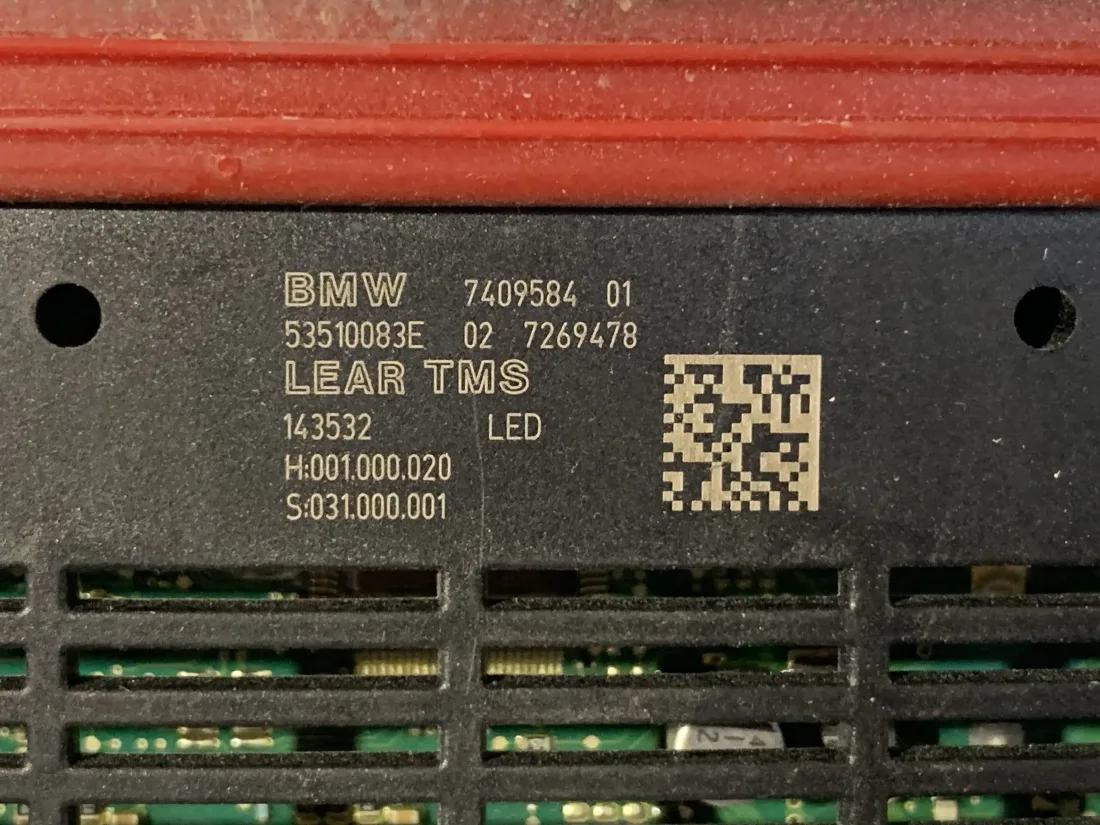 BMW 7409584 01
53510083E 02 7269478
LEAR TMS
143532 LED
H:001.000.020
S:031.000.001